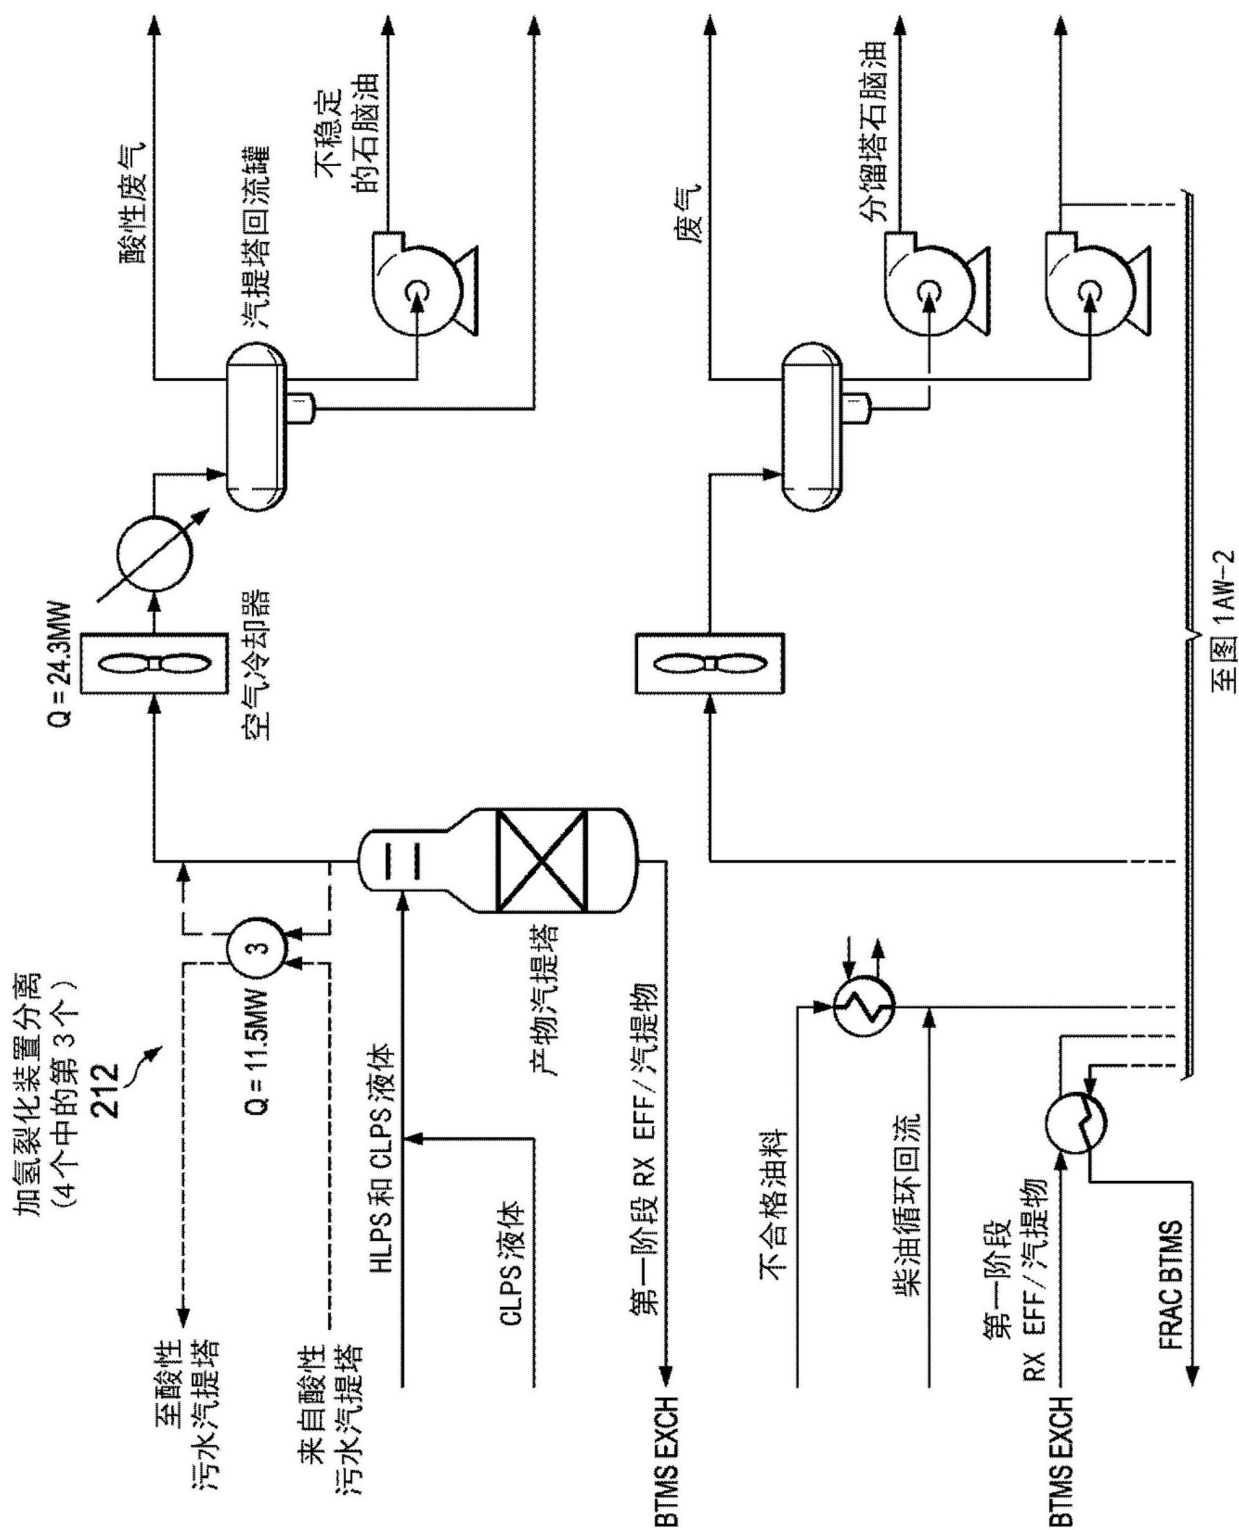 加氢裂化装置分离
(4个中的第3个)
212
Q = 24.3MW
酸性废气
空气冷却器
汽提塔回流罐
不稳定
的石脑油
至酸性
污水汽提塔
Q = 11.5MW
3
来自酸性
污水汽提塔
HLPS和CLPS液体
CLPS液体
产物汽提塔
第一阶段 RX EFF/汽提物
BTMS EXCH
废气
分馏塔石脑油
不合格油料
柴油循环回流
第一阶段
RX EFF/汽提物
BTMS EXCH
FRAC BTMS
至图 1AW-2